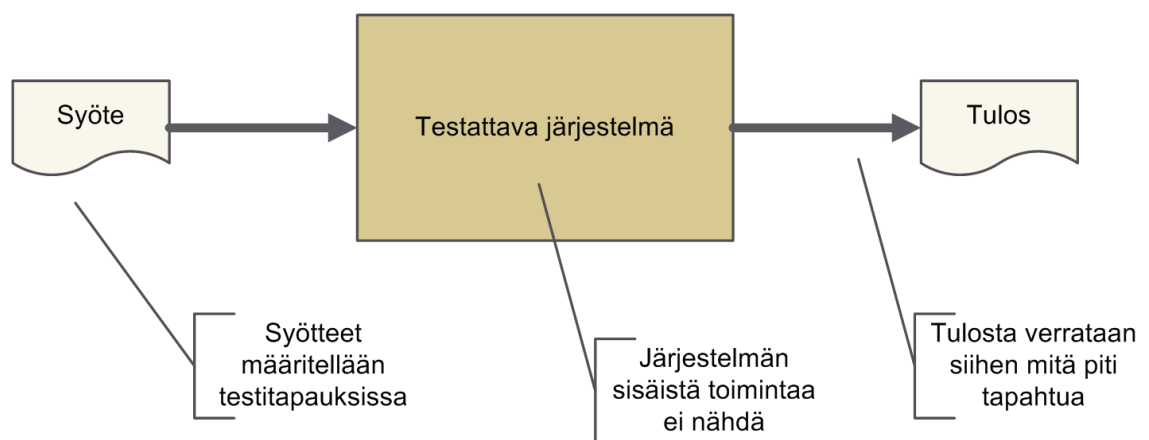 Syöte
Testattava järjestelmä
Tulos
Syötteet
määritellään
testitapauksissa
Järjestelmän
sisäistä toimintaa
ei nähdä
Tulosta verrataan
siihen mitä piti
tapahtua